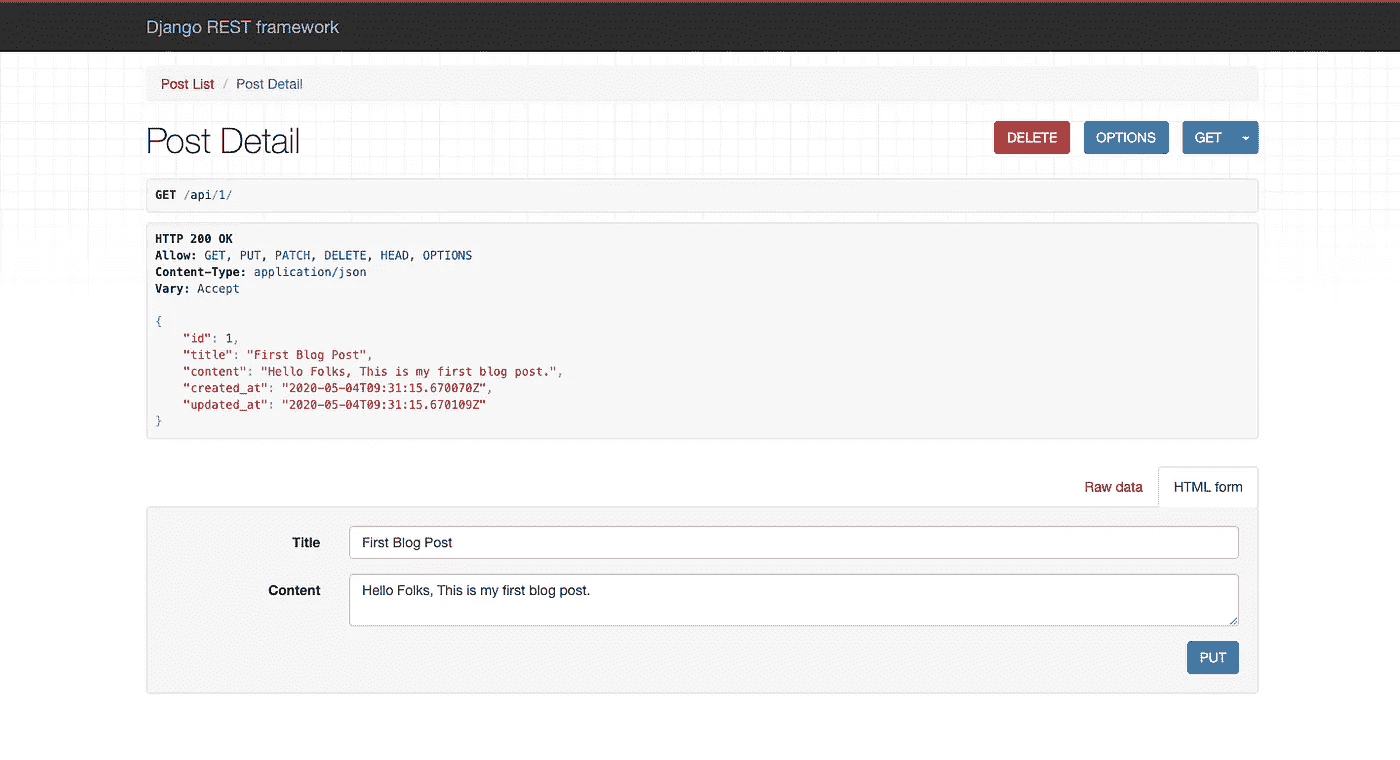 Django REST framework
Post List / Post Detail
Post Detail
DELETE OPTIONS GET
GET /api/1/
HTTP 200 OK
Allow: GET, PUT, PATCH, DELETE, HEAD, OPTIONS
Content-Type: application/json
Vary: Accept
{
    "id": 1,
    "title": "First Blog Post",
    "content": "Hello Folks, This is my first blog post.",
    "created_at": "2020-05-04T09:31:15.670070Z",
    "updated_at": "2020-05-04T09:31:15.670109Z"
}
Raw data HTML form
Title First Blog Post
Content Hello Folks, This is my first blog post.
PUT